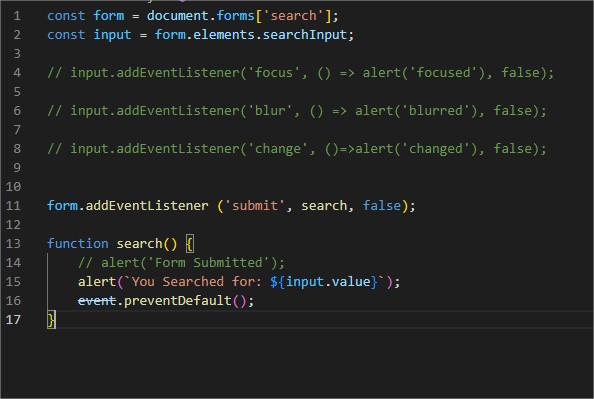 1 const form = document.forms['search'];
2 const input = form.elements.searchInput;
3
4 // input.addEventListener('focus', () => alert('focused'), false);
5
6 // input.addEventListener('blur', () => alert('blurred'), false);
7
8 // input.addEventListener('change', ()=>alert('changed'), false);
9
10
11 form.addEventListener ('submit', search, false);
12
13 function search() {
14 // alert('Form Submitted');
15 alert(`You Searched for: ${input.value}`);
16 event.preventDefault();
17 }